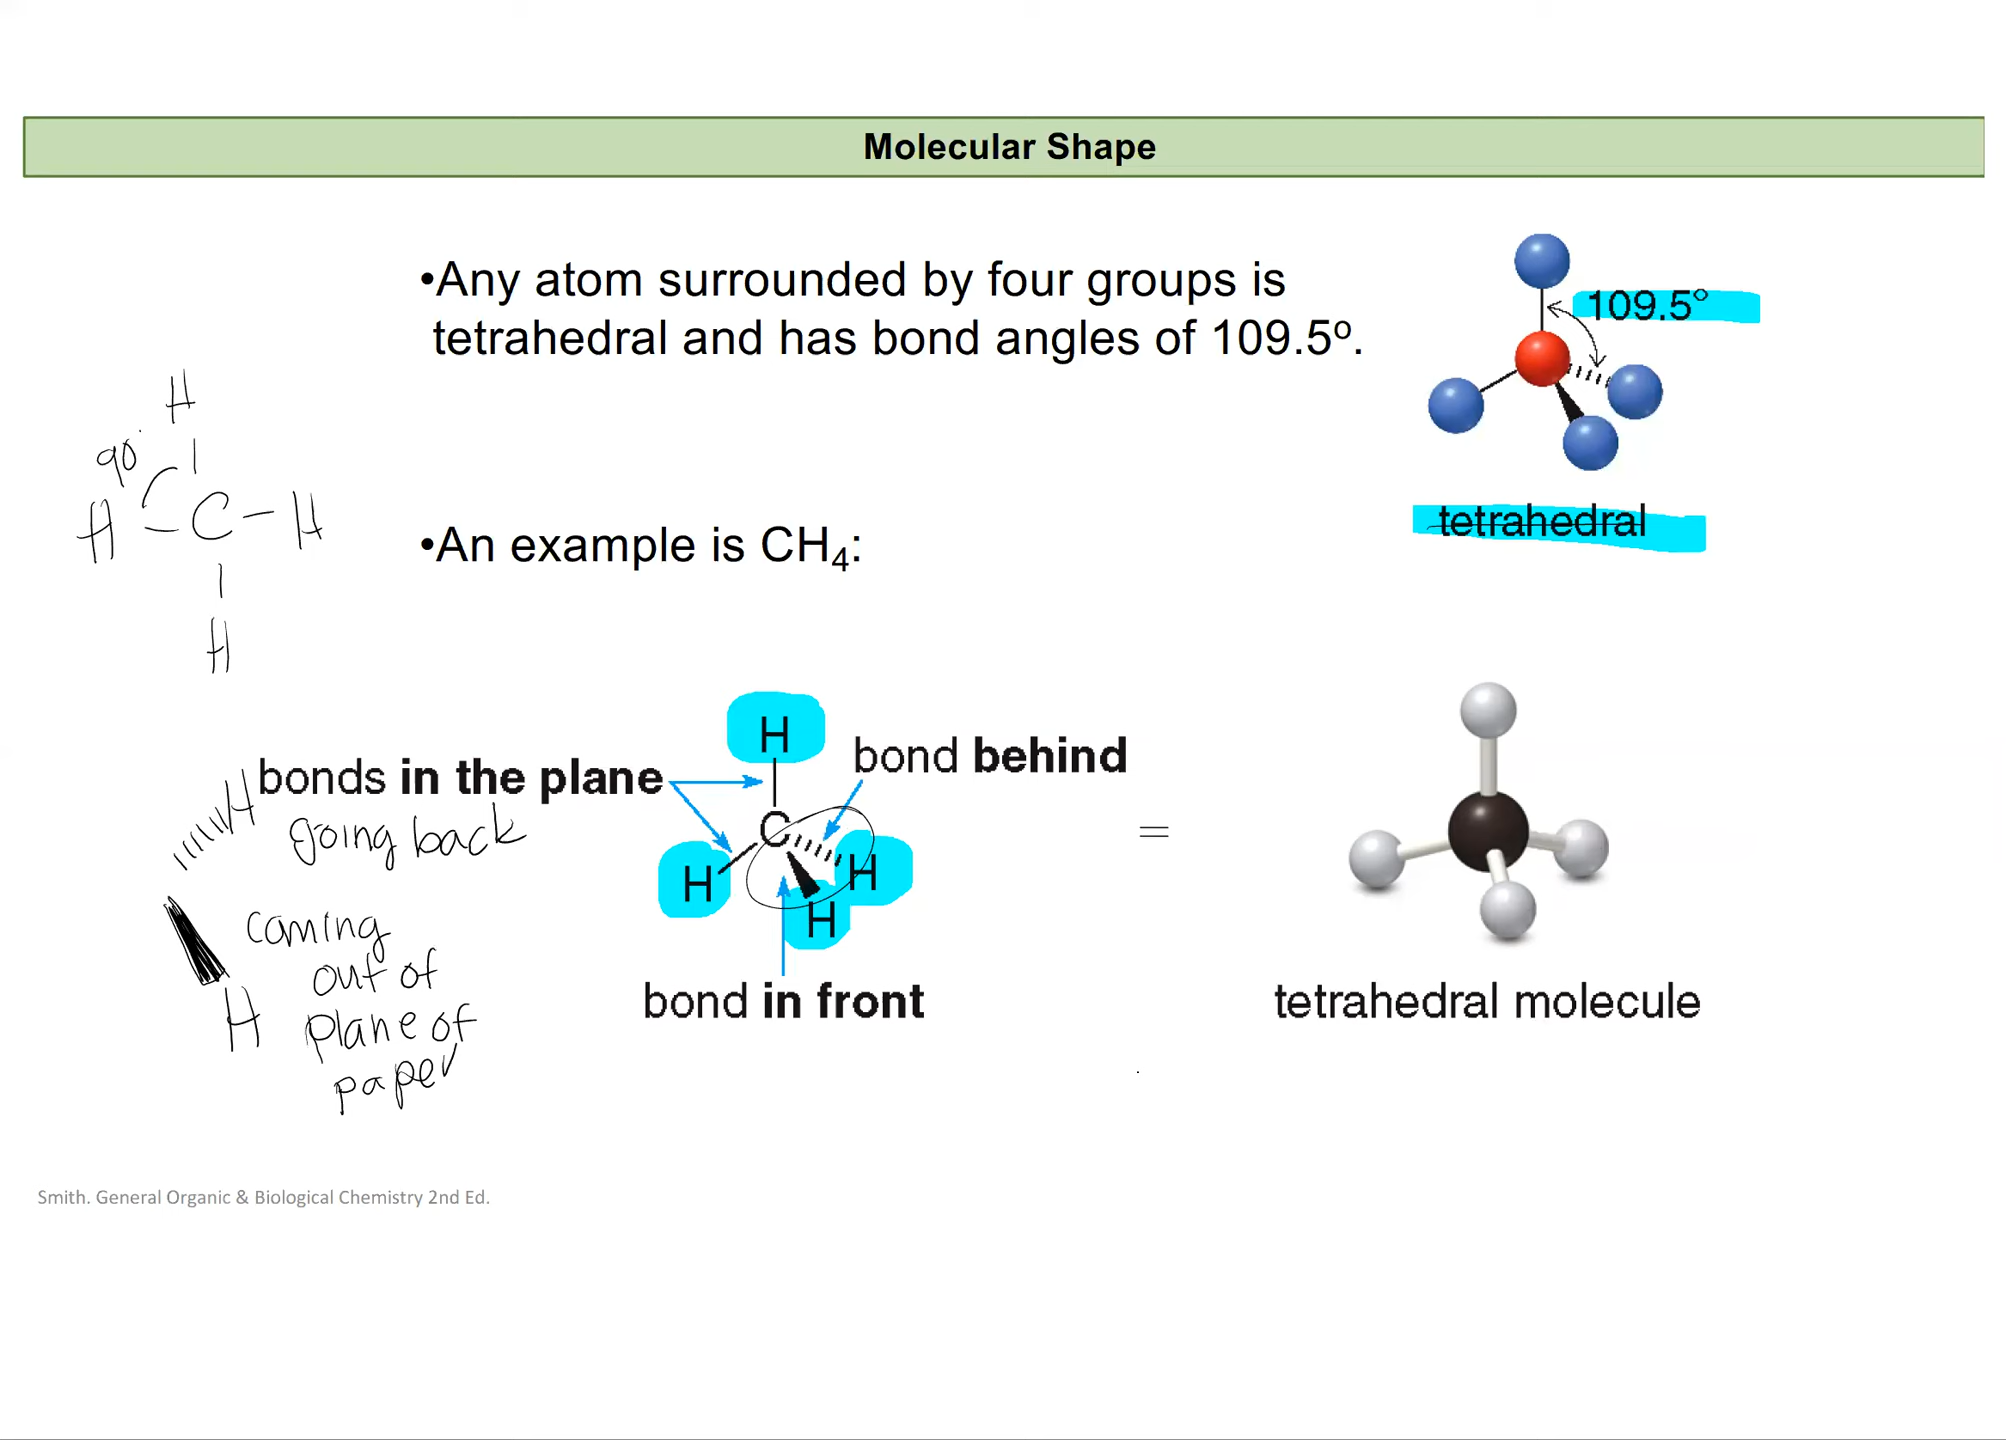 Molecular Shape
•Any atom surrounded by four groups is
tetrahedral and has bond angles of 109.5º.
109.5°
tetrahedral
H
90°
H – C – H
H
•An example is CH₄:
H
bonds in the plane
bond behind
H
going back
C
H
H
H
=
coming
out of
plane of
paper
H
bond in front
tetrahedral molecule
Smith. General Organic & Biological Chemistry 2nd Ed.